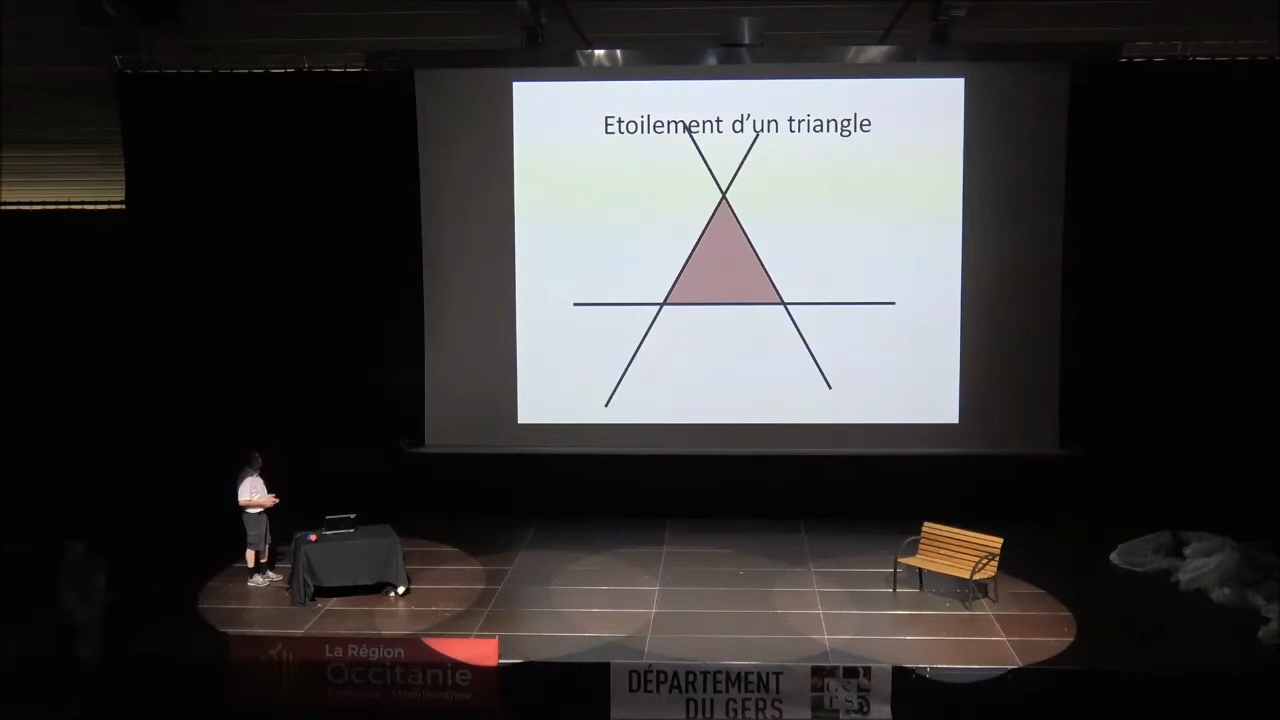 Etoilement d'un triangle
La Région
Occitanie
DÉPARTEMENT
DU GERS